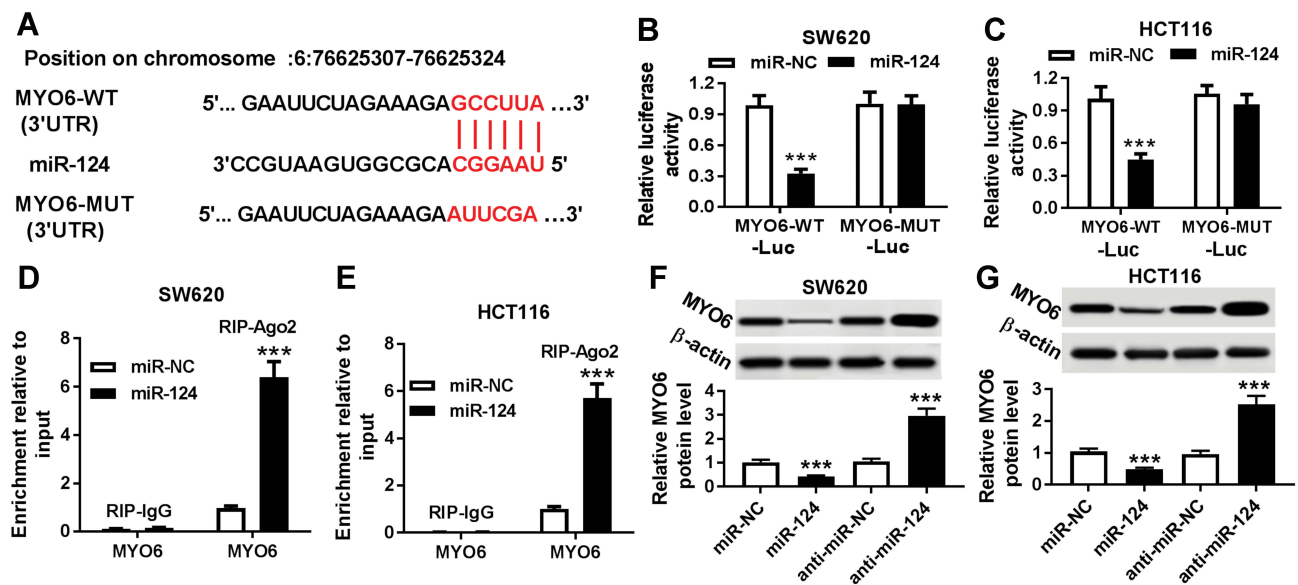 A
Position on chromosome :6:76625307-76625324
MYO6-WT
(3'UTR)
5'... GAAUUCUAGAAAGAGCCUUA ...3'
miR-124
3'CCGUAAGUGGCGCACGGAAU 5'
MYO6-MUT
(3'UTR)
5'... GAAUUCUAGAAAGAAUUCGA ...3'
B
SW620
miR-NC
miR-124
Relative luciferase
activity
1.2
0.9
0.6
0.3
0.0
***
MYO6-WT
-Luc
MYO6-MUT
-Luc
C
HCT116
miR-NC
miR-124
Relative luciferase
activity
1.2
0.9
0.6
0.3
0.0
***
MYO6-WT
-Luc
MYO6-MUT
-Luc
D
SW620
RIP-Ago2
***
miR-NC
miR-124
Enrichment relative to
input
8
6
4
2
0
RIP-IgG
MYO6
MYO6
E
HCT116
RIP-Ago2
***
miR-NC
miR-124
Enrichment relative to
input
8
6
4
2
0
RIP-IgG
MYO6
MYO6
F
SW620
MYO6
β-actin
Relative MYO6
potein level
4
3
2
1
0
***
***
miR-NC
miR-124
anti-miR-NC
anti-miR-124
G
HCT116
MYO6
β-actin
Relative MYO6
potein level
3
2
1
0
***
***
miR-NC
miR-124
anti-miR-NC
anti-miR-124